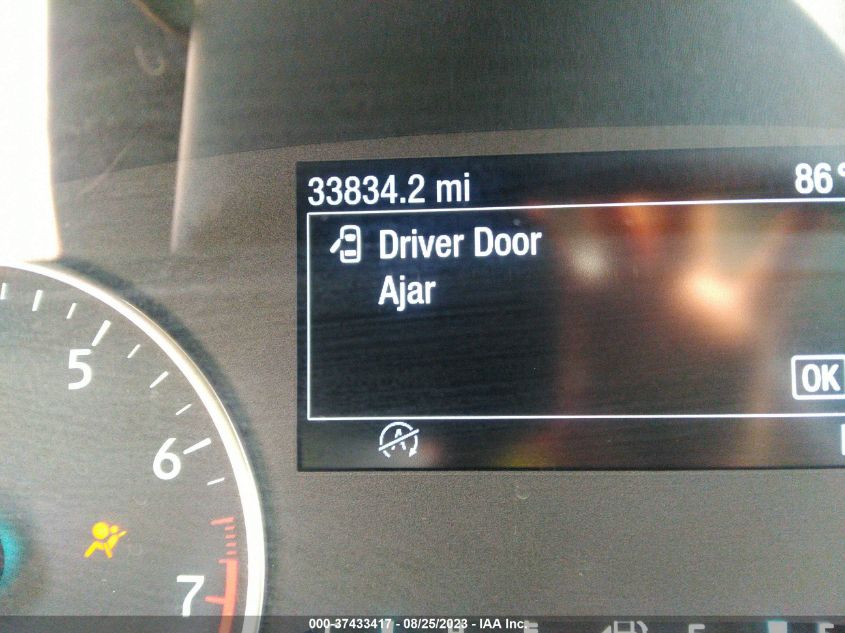 33834.2 mi
86°
Driver Door
Ajar
OK
5
6
A
7
000-37433417 - 08/25/2023 - IAA Inc.